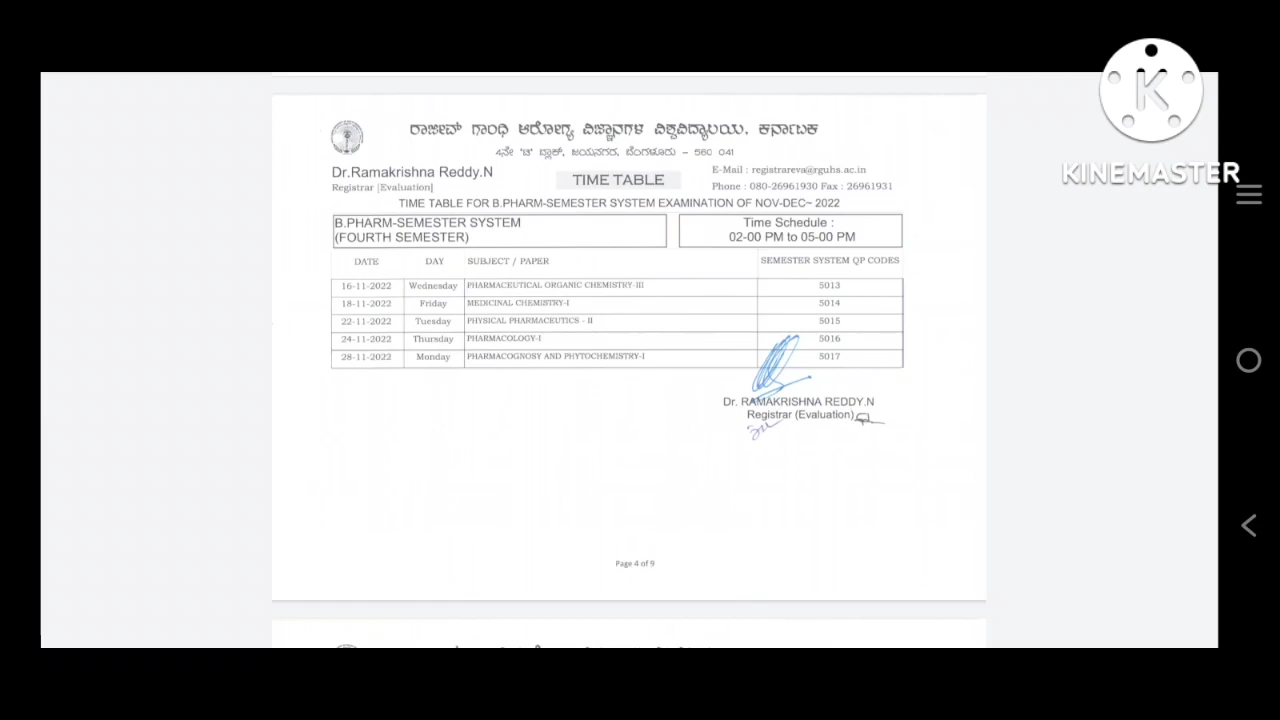 ರಾಜೀವ್ ಗಾಂಧಿ ಆರೋಗ್ಯ ವಿಜ್ಞಾನಗಳ ವಿಶ್ವವಿದ್ಯಾಲಯ, ಕರ್ನಾಟಕ
4ನೇ 'ಟಿ' ಬ್ಲಾಕ್, ಜಯನಗರ, ಬೆಂಗಳೂರು – 560 041
Dr.Ramakrishna Reddy.N
Registrar [Evaluation]
TIME TABLE
E-Mail : registrareva@rguhs.ac.in
Phone : 080-26961930 Fax : 26961931
TIME TABLE FOR B.PHARM-SEMESTER SYSTEM EXAMINATION OF NOV-DEC~ 2022
B.PHARM-SEMESTER SYSTEM
(FOURTH SEMESTER)
Time Schedule :
02-00 PM to 05-00 PM
DATE DAY SUBJECT / PAPER SEMESTER SYSTEM QP CODES
16-11-2022 Wednesday PHARMACEUTICAL ORGANIC CHEMISTRY-III 5013
18-11-2022 Friday MEDICINAL CHEMISTRY-I 5014
22-11-2022 Tuesday PHYSICAL PHARMACEUTICS - II 5015
24-11-2022 Thursday PHARMACOLOGY-I 5016
28-11-2022 Monday PHARMACOGNOSY AND PHYTOCHEMISTRY-I 5017
Dr. RAMAKRISHNA REDDY.N
Registrar (Evaluation)
Page 4 of 9
K
KINEMASTER